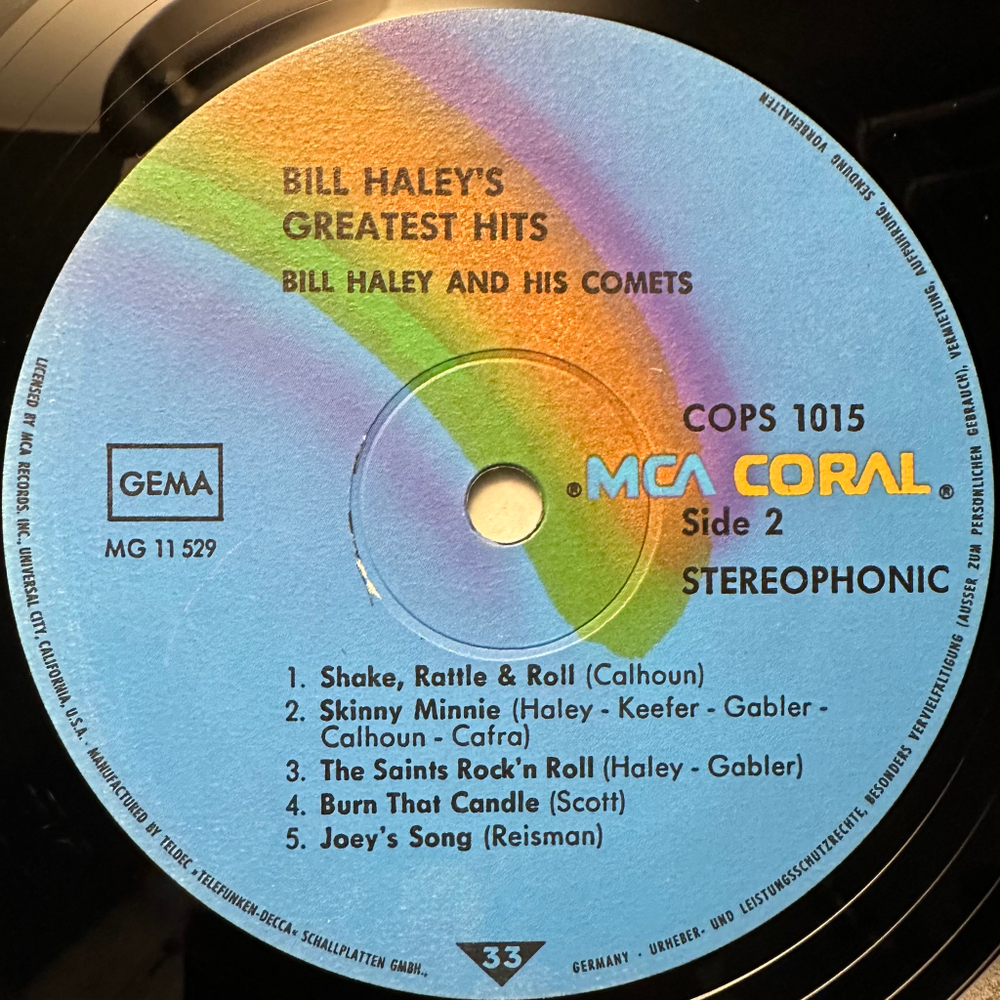 BILL HALEY'S
GREATEST HITS
BILL HALEY AND HIS COMETS
GEMA
MG 11 529
COPS 1015
® MCA CORAL ®
Side 2
STEREOPHONIC
1. Shake, Rattle & Roll (Calhoun)
2. Skinny Minnie (Haley - Keefer - Gabler -
Calhoun - Cafra)
3. The Saints Rock'n Roll (Haley - Gabler)
4. Burn That Candle (Scott)
5. Joey's Song (Reisman)
33
LICENSED BY MCA RECORDS, INC., UNIVERSAL CITY, CALIFORNIA, U.S.A. · MANUFACTURED BY TELDEC »TELEFUNKEN-DECCA« SCHALLPLATTEN GMBH.,
GERMANY · URHEBER- UND LEISTUNGSSCHUTZRECHTE, BESONDERS VERVIELFALTIGUNG (AUSSER ZUM PERSONLICHEN GEBRAUCH), VERMIETUNG, AUFFUHRUNG, SENDUNG VORBEHALTEN